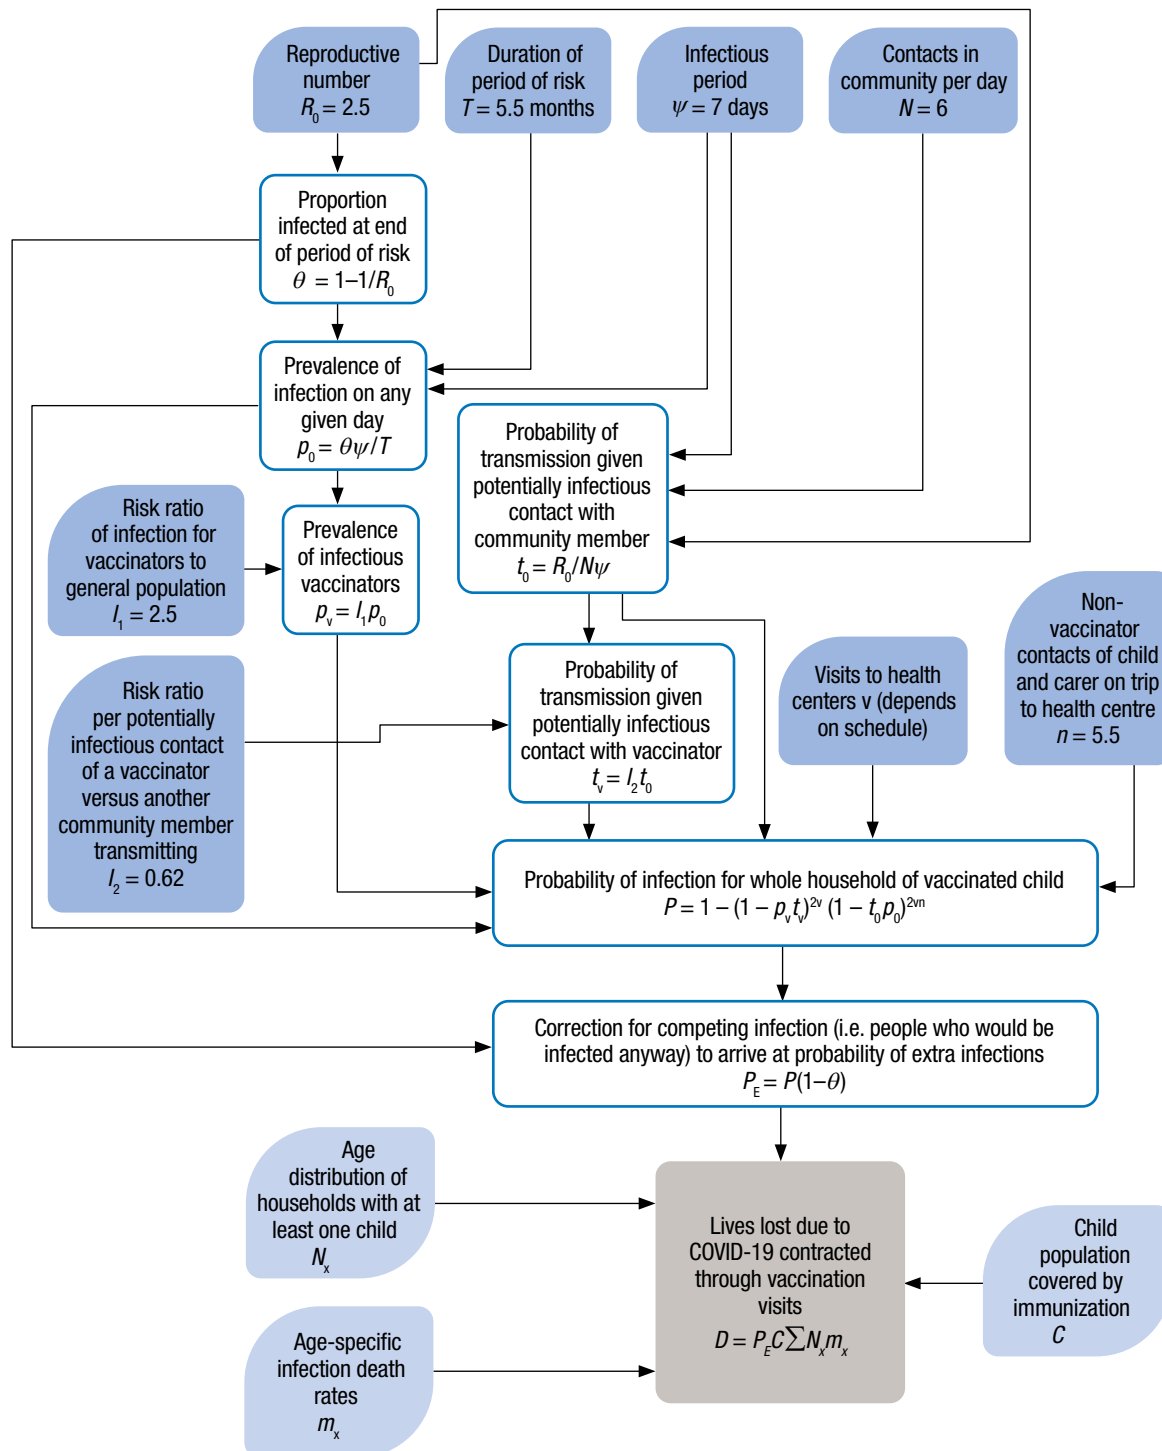 Reproductive
number
R₀ = 2.5
Duration of
period of risk
T = 5.5 months
Infectious
period
ψ = 7 days
Contacts in
community per day
N = 6
Proportion
infected at end
of period of risk
θ = 1–1/R₀
Prevalence of
infection on any
given day
p₀ = θψ/T
Probability of
transmission given
potentially infectious
contact with
community member
t₀ = R₀/Nψ
Risk ratio
of infection for
vaccinators to
general population
I₁ = 2.5
Prevalence
of infectious
vaccinators
pᵥ = I₁p₀
Non-
vaccinator
contacts of child
and carer on trip
to health centre
n = 5.5
Risk ratio
per potentially
infectious contact
of a vaccinator
versus another
community member
transmitting
I₂ = 0.62
Probability of
transmission given
potentially infectious
contact with vaccinator
tᵥ = I₂t₀
Visits to health
centers v (depends
on schedule)
Probability of infection for whole household of vaccinated child
P = 1 – (1 – pᵥtᵥ)²ᵛ (1 – t₀p₀)²ᵛⁿ
Correction for competing infection (i.e. people who would be
infected anyway) to arrive at probability of extra infections
P_E = P(1–θ)
Age
distribution of
households with at
least one child
Nₓ
Lives lost due to
COVID-19 contracted
through vaccination
visits
D = P_E C∑Nₓmₓ
Child
population
covered by
immunization
C
Age-specific
infection death
rates
mₓ